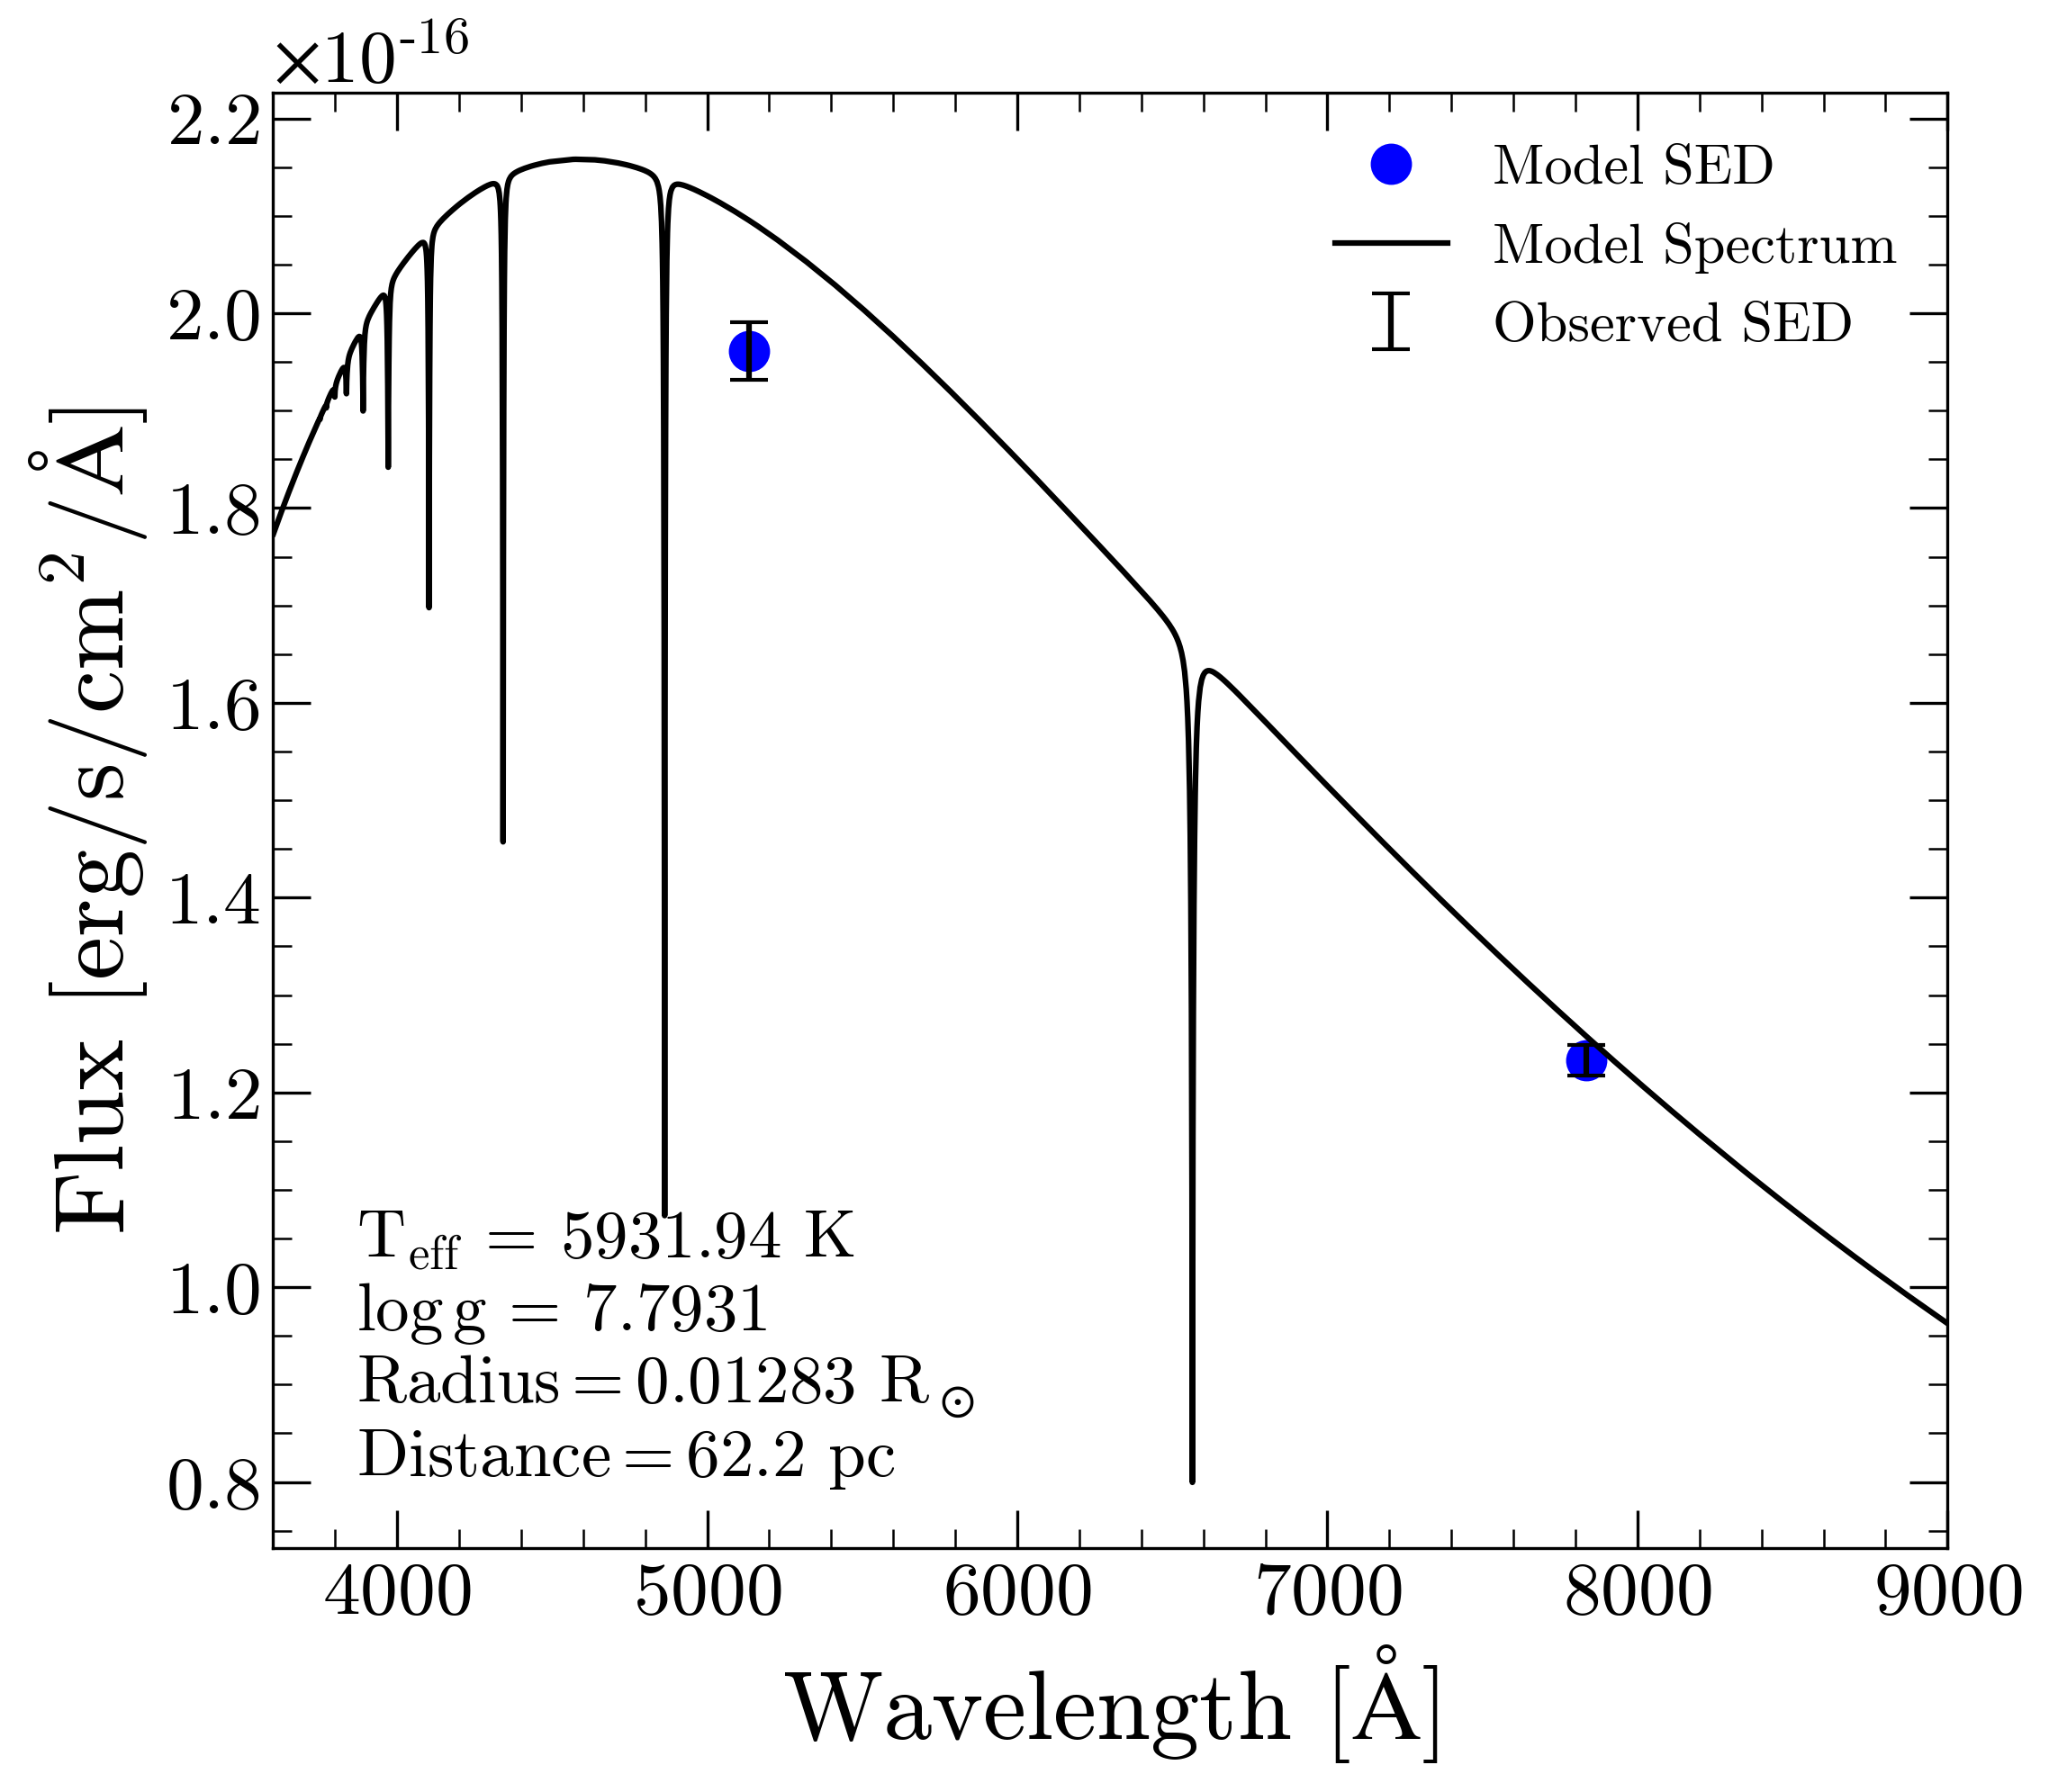 ×10-16
2.2
2.0
1.8
1.6
1.4
1.2
1.0
0.8
Flux [erg/s/cm2/Å]
Model SED
Model Spectrum
Observed SED
Teff = 5931.94 K
log g = 7.7931
Radius = 0.01283 R⊙
Distance = 62.2 pc
4000 5000 6000 7000 8000 9000
Wavelength [Å]